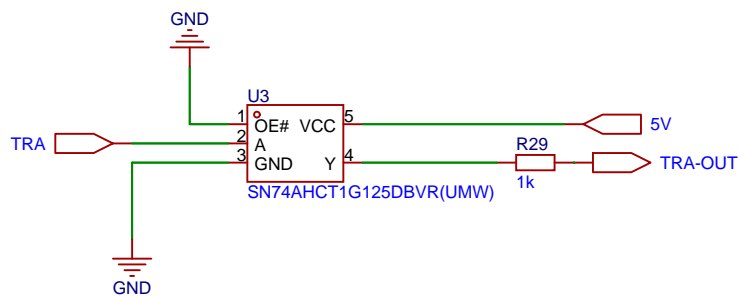 GND
U3
1
OE#
VCC
5
5V
TRA
2
A
R29
3
GND
Y
4
TRA-OUT
1k
SN74AHCT1G125DBVR(UMW)
GND